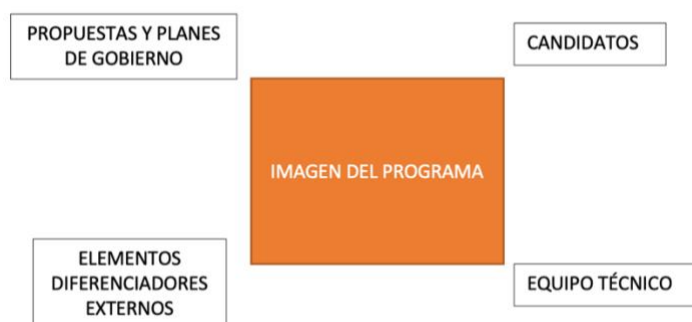 PROPUESTAS Y PLANES
DE GOBIERNO
CANDIDATOS
IMAGEN DEL PROGRAMA
ELEMENTOS
DIFERENCIADORES
EXTERNOS
EQUIPO TÉCNICO